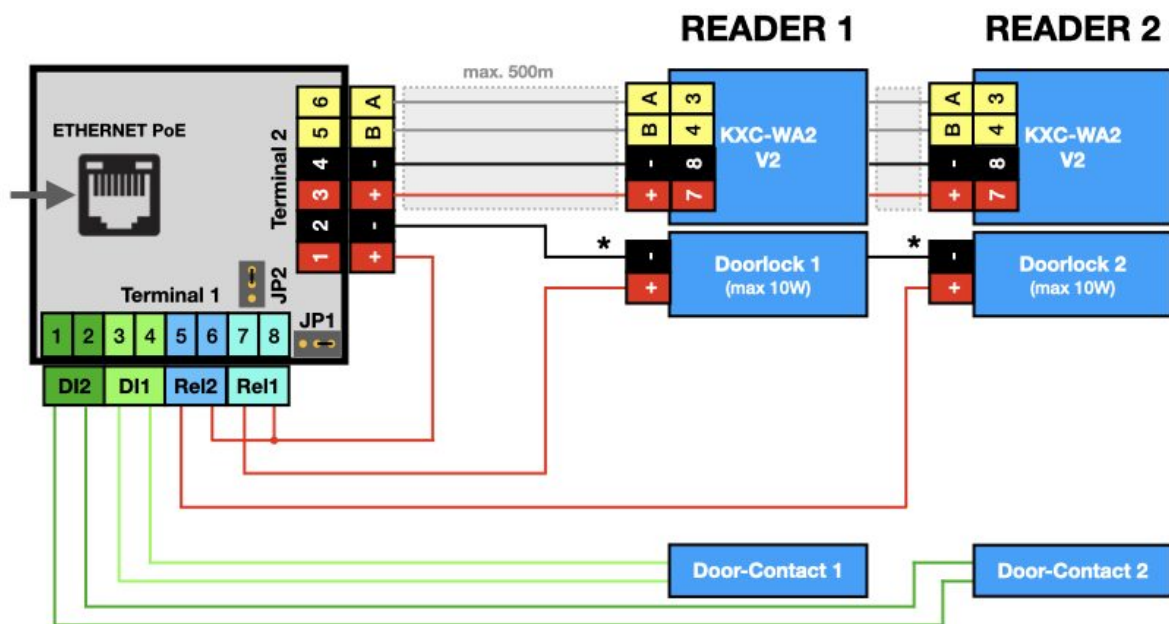 READER 1
READER 2
max. 500m
ETHERNET PoE
Terminal 2
6 A
5 B
4 -
3 +
2 -
1 +
A 3
B 4
- 8
+ 7
KXC-WA2
V2
A 3
B 4
- 8
+ 7
KXC-WA2
V2
*
-
+
Doorlock 1
(max 10W)
*
-
+
Doorlock 2
(max 10W)
JP2
Terminal 1
JP1
1 2 3 4 5 6 7 8
DI2 DI1 Rel2 Rel1
Door-Contact 1
Door-Contact 2